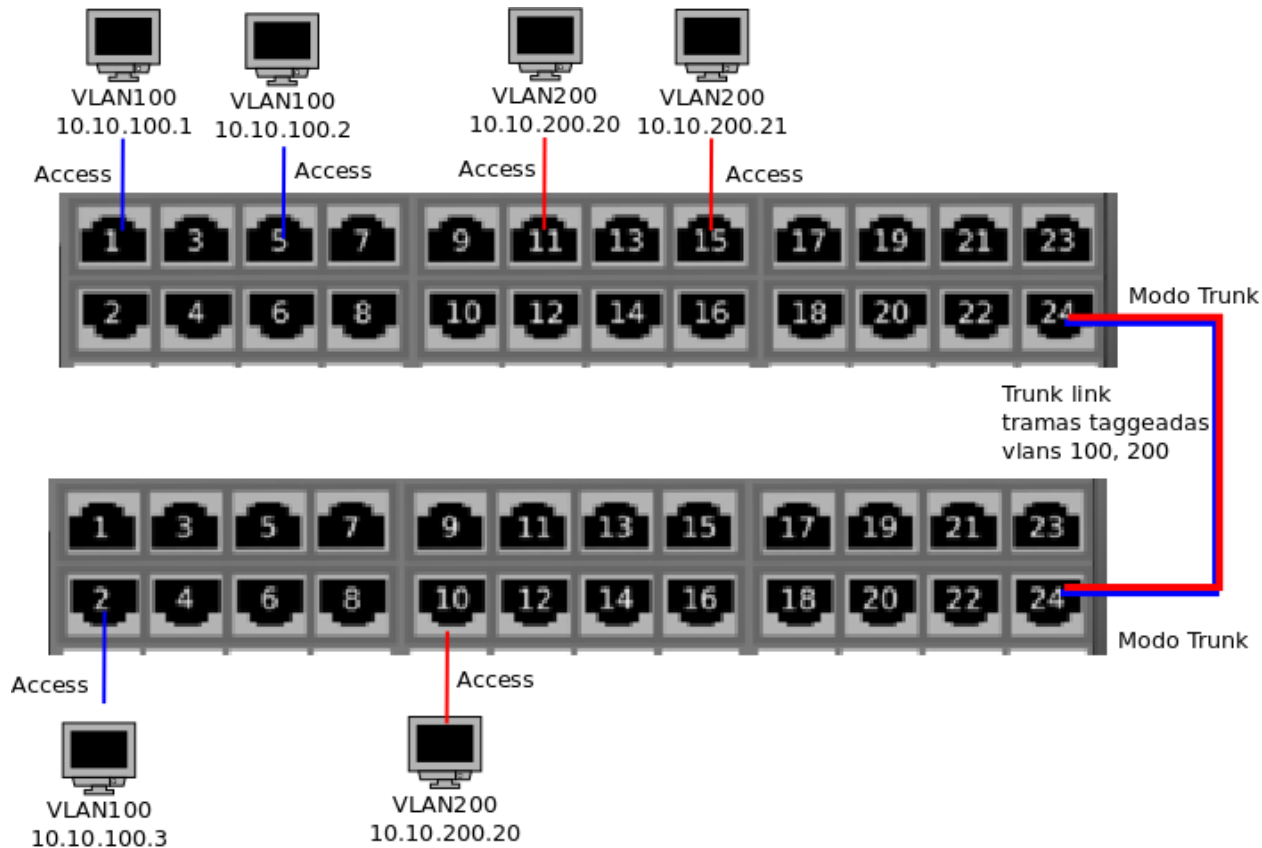 VLAN100
10.10.100.1
VLAN100
10.10.100.2
VLAN200
10.10.200.20
VLAN200
10.10.200.21
Access
Access
Access
Access
1 3 5 7 9 11 13 15 17 19 21 23
2 4 6 8 10 12 14 16 18 20 22 24
Modo Trunk
Trunk link
tramas taggeadas
vlans 100, 200
1 3 5 7 9 11 13 15 17 19 21 23
2 4 6 8 10 12 14 16 18 20 22 24
Modo Trunk
Access
Access
VLAN100
10.10.100.3
VLAN200
10.10.200.20